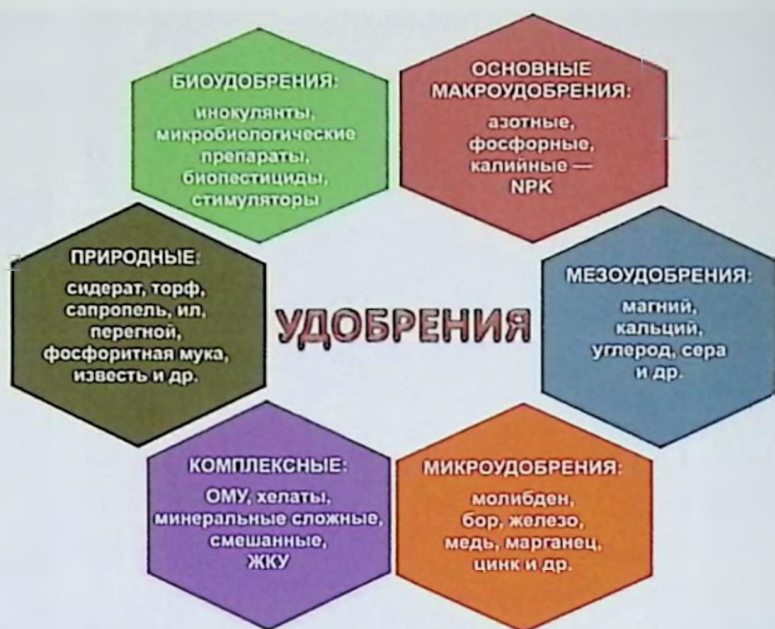 БИОУДОБРЕНИЯ:
инокулянты,
микробиологические
препараты,
биопестициды,
стимуляторы
ОСНОВНЫЕ
МАКРОУДОБРЕНИЯ:
азотные,
фосфорные,
калийные —
NPK
ПРИРОДНЫЕ:
сидерат, торф,
сапропель, ил,
перегной,
фосфоритная мука,
известь и др.
УДОБРЕНИЯ
МЕЗОУДОБРЕНИЯ:
магний,
кальций,
углерод, сера
и др.
КОМПЛЕКСНЫЕ:
ОМУ, хелаты,
минеральные сложные,
смешанные,
ЖКУ
МИКРОУДОБРЕНИЯ:
молибден,
бор, железо,
медь, марганец,
цинк и др.